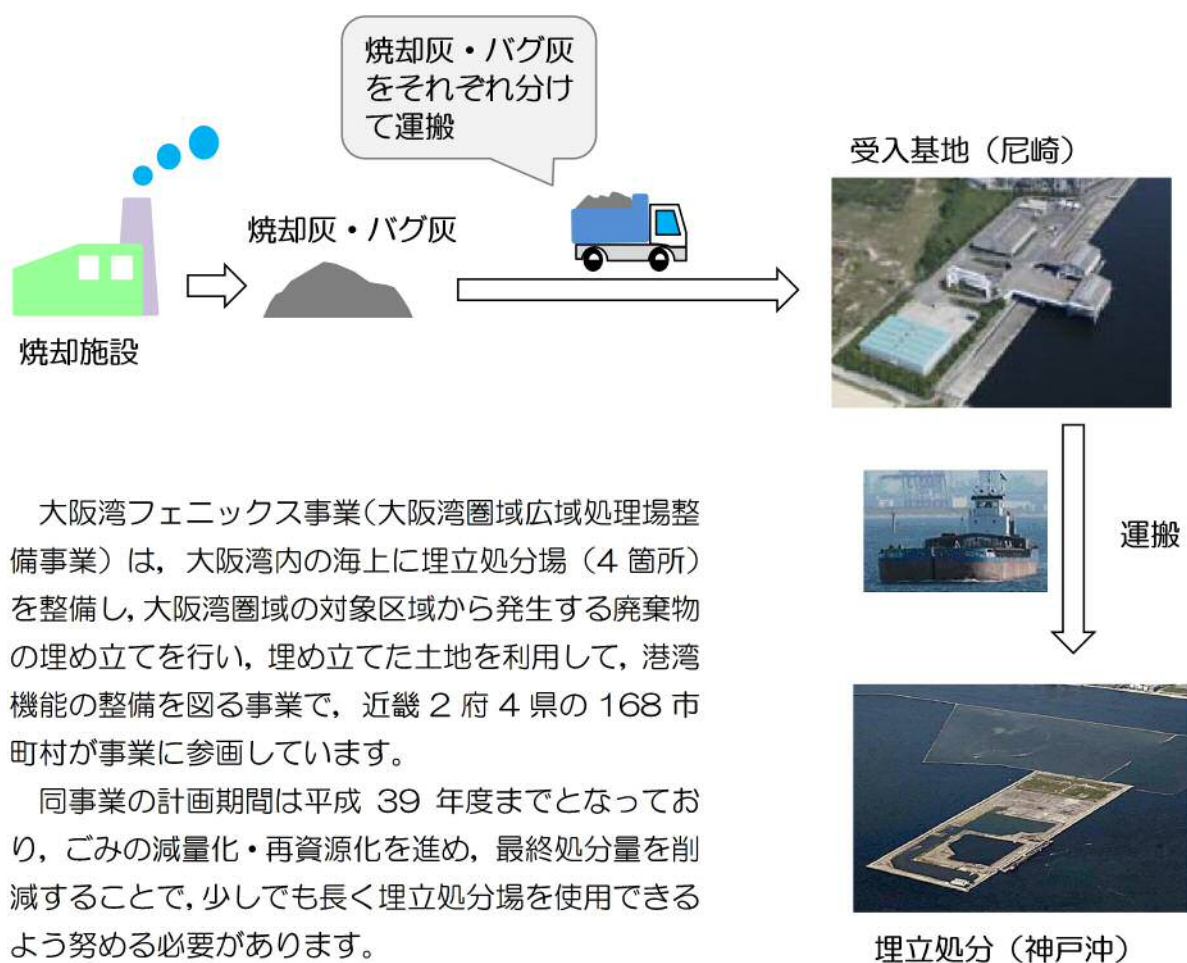 焼却灰・バグ灰
をそれぞれ分け
て運搬
受入基地（尼崎）
焼却灰・バグ灰
焼却施設
運搬
大阪湾フェニックス事業（大阪湾圏域広域処理場整
備事業）は，大阪湾内の海上に埋立処分場（4 箇所）
を整備し，大阪湾圏域の対象区域から発生する廃棄物
の埋め立てを行い，埋め立てた土地を利用して，港湾
機能の整備を図る事業で，近畿 2 府 4 県の 168 市
町村が事業に参画しています。
同事業の計画期間は平成 39 年度までとなってお
り，ごみの減量化・再資源化を進め，最終処分量を削
減することで，少しでも長く埋立処分場を使用できる
よう努める必要があります。
埋立処分（神戸沖）